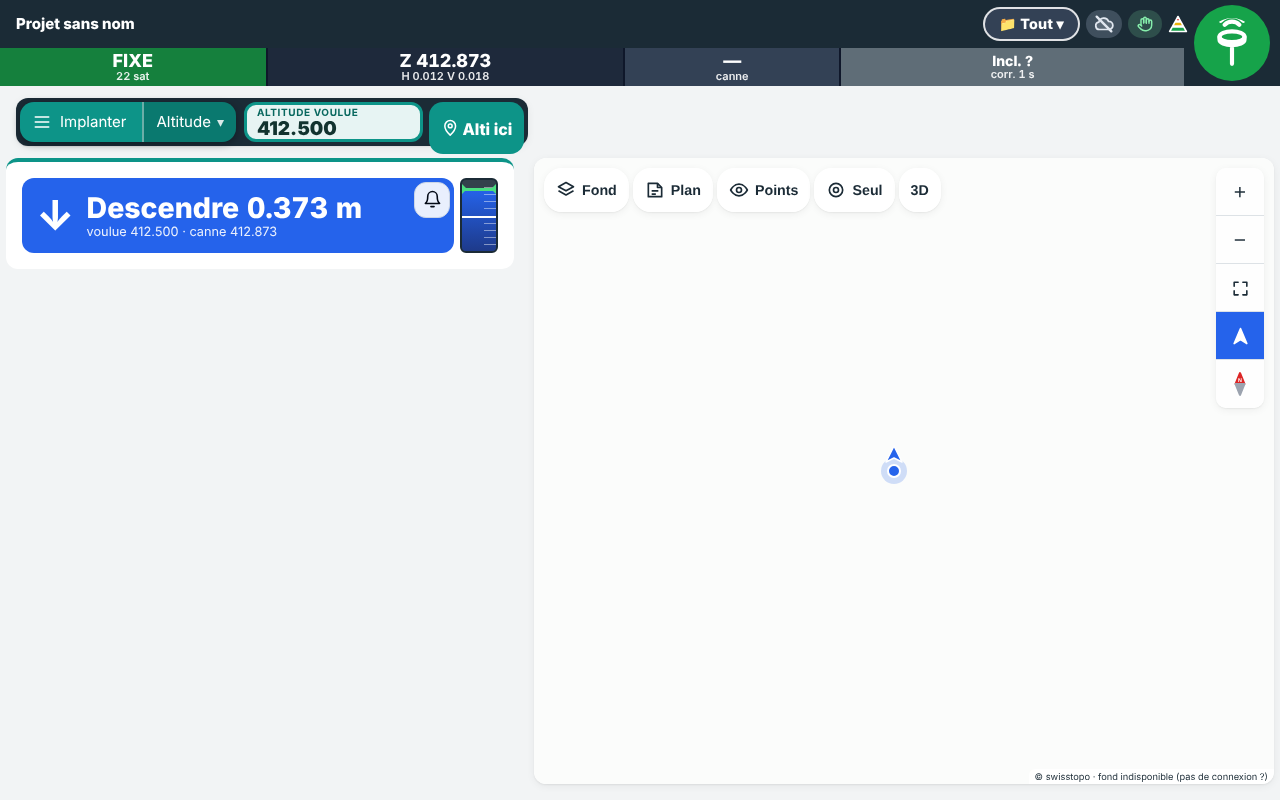 Projet sans nom
📁 Tout ▾
FIXE
22 sat
Z 412.873
H 0.012 V 0.018
—
canne
Incl. ?
corr. 1 s
Implanter
Altitude ▾
ALTITUDE VOULUE
412.500
Alti ici
Descendre 0.373 m
voulue 412.500 · canne 412.873
Fond
Plan
Points
Seul
3D
+
−
N
© swisstopo · fond indisponible (pas de connexion ?)